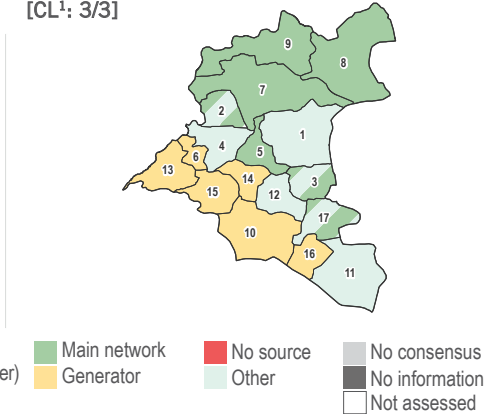 [CL¹: 3/3]
9
8
7
2
1
4
5
6
13
3
14
12
15
17
10
16
11
Main network
No source
No consensus
er)
Generator
Other
No information
Not assessed